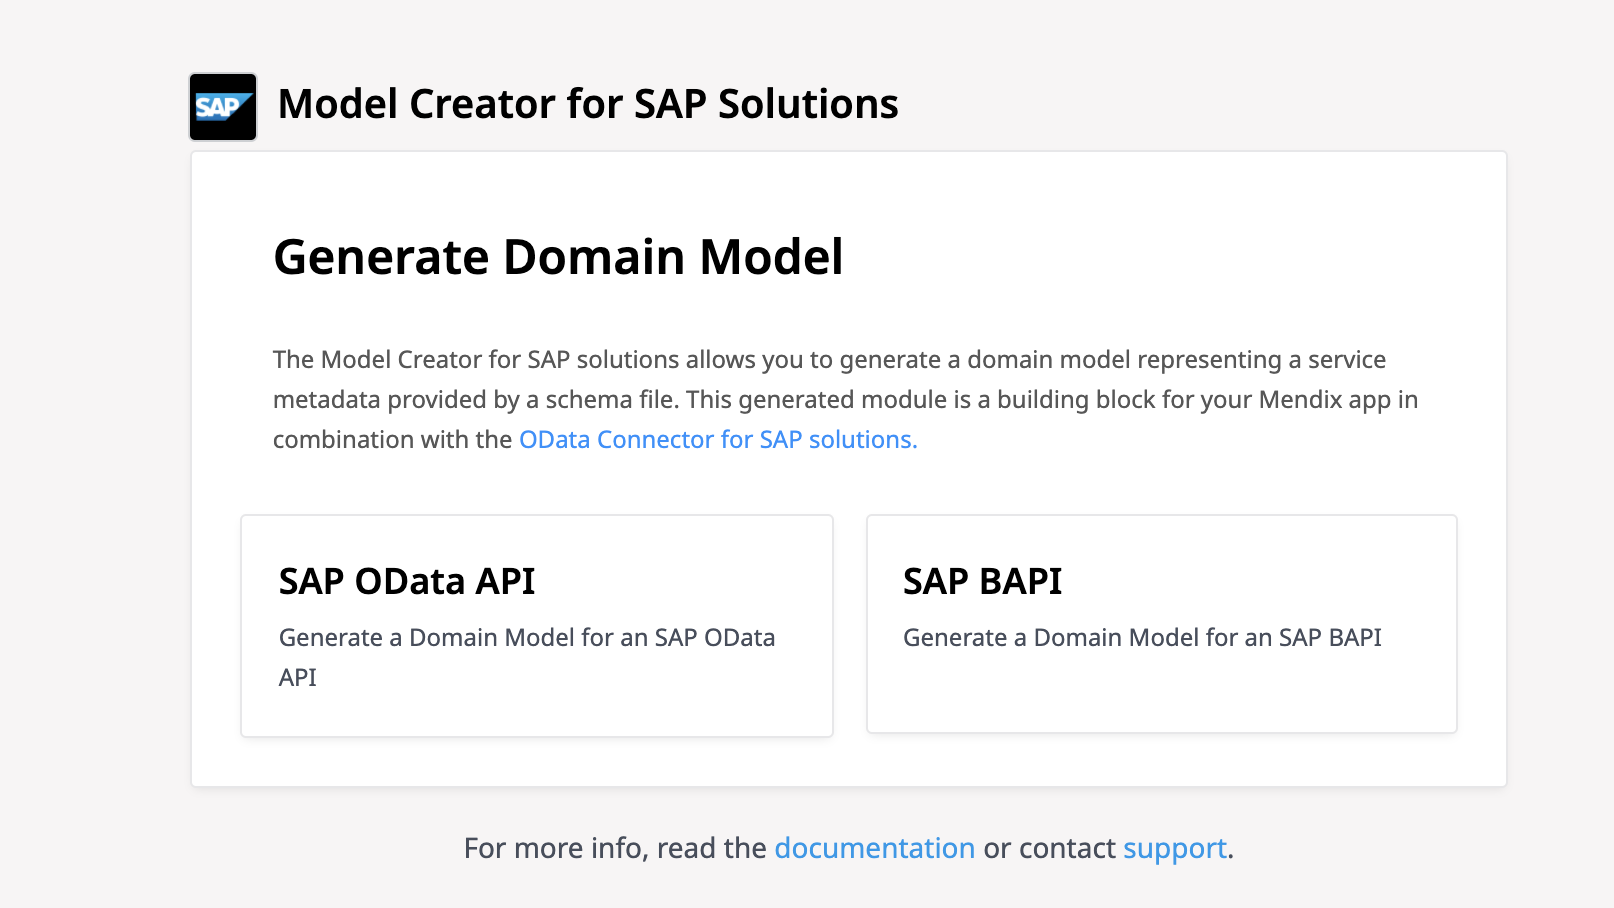 SAP
Model Creator for SAP Solutions
Generate Domain Model
The Model Creator for SAP solutions allows you to generate a domain model representing a service
metadata provided by a schema file. This generated module is a building block for your Mendix app in
combination with the OData Connector for SAP solutions.
SAP OData API
Generate a Domain Model for an SAP OData
API
SAP BAPI
Generate a Domain Model for an SAP BAPI
For more info, read the documentation or contact support.